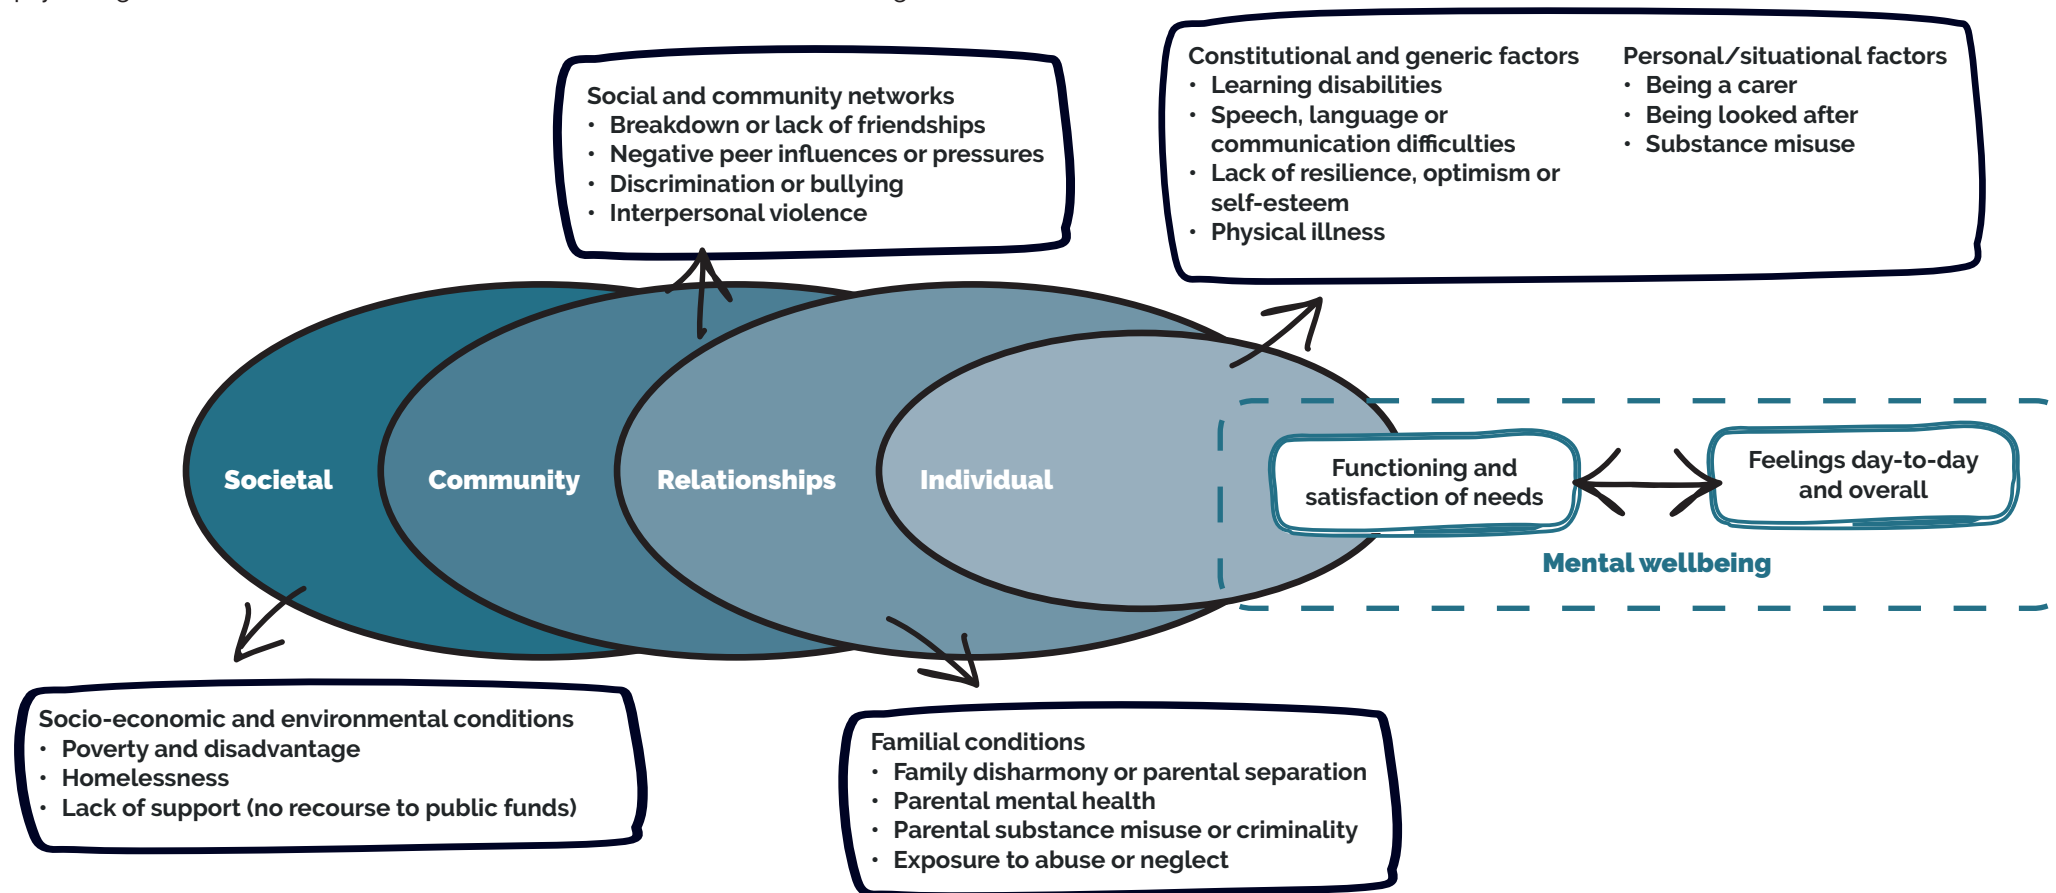 Constitutional and generic factors
• Learning disabilities
• Speech, language or
communication difficulties
• Lack of resilience, optimism or
self-esteem
• Physical illness
Personal/situational factors
• Being a carer
• Being looked after
• Substance misuse
Social and community networks
• Breakdown or lack of friendships
• Negative peer influences or pressures
• Discrimination or bullying
• Interpersonal violence
Societal
Community
Relationships
Individual
Functioning and
satisfaction of needs
Feelings day-to-day
and overall
Mental wellbeing
Socio-economic and environmental conditions
• Poverty and disadvantage
• Homelessness
• Lack of support (no recourse to public funds)
Familial conditions
• Family disharmony or parental separation
• Parental mental health
• Parental substance misuse or criminality
• Exposure to abuse or neglect